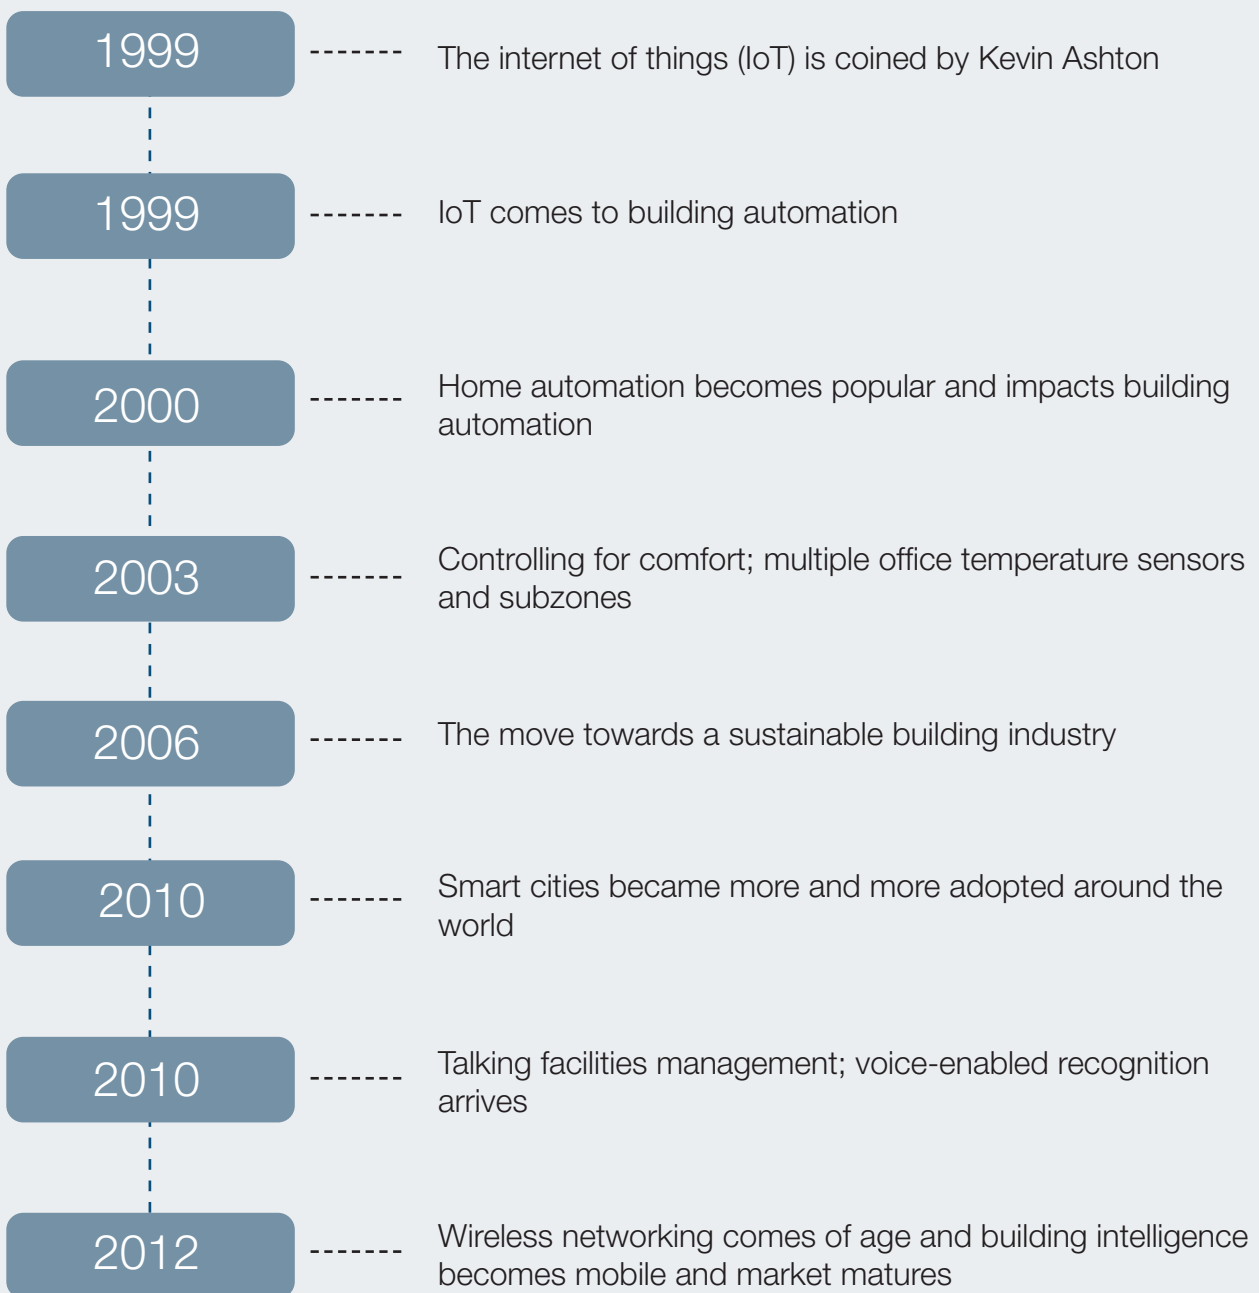 1999
The internet of things (IoT) is coined by Kevin Ashton
1999
IoT comes to building automation
2000
Home automation becomes popular and impacts building
automation
2003
Controlling for comfort; multiple office temperature sensors
and subzones
2006
The move towards a sustainable building industry
2010
Smart cities became more and more adopted around the
world
2010
Talking facilities management; voice-enabled recognition
arrives
2012
Wireless networking comes of age and building intelligence
becomes mobile and market matures